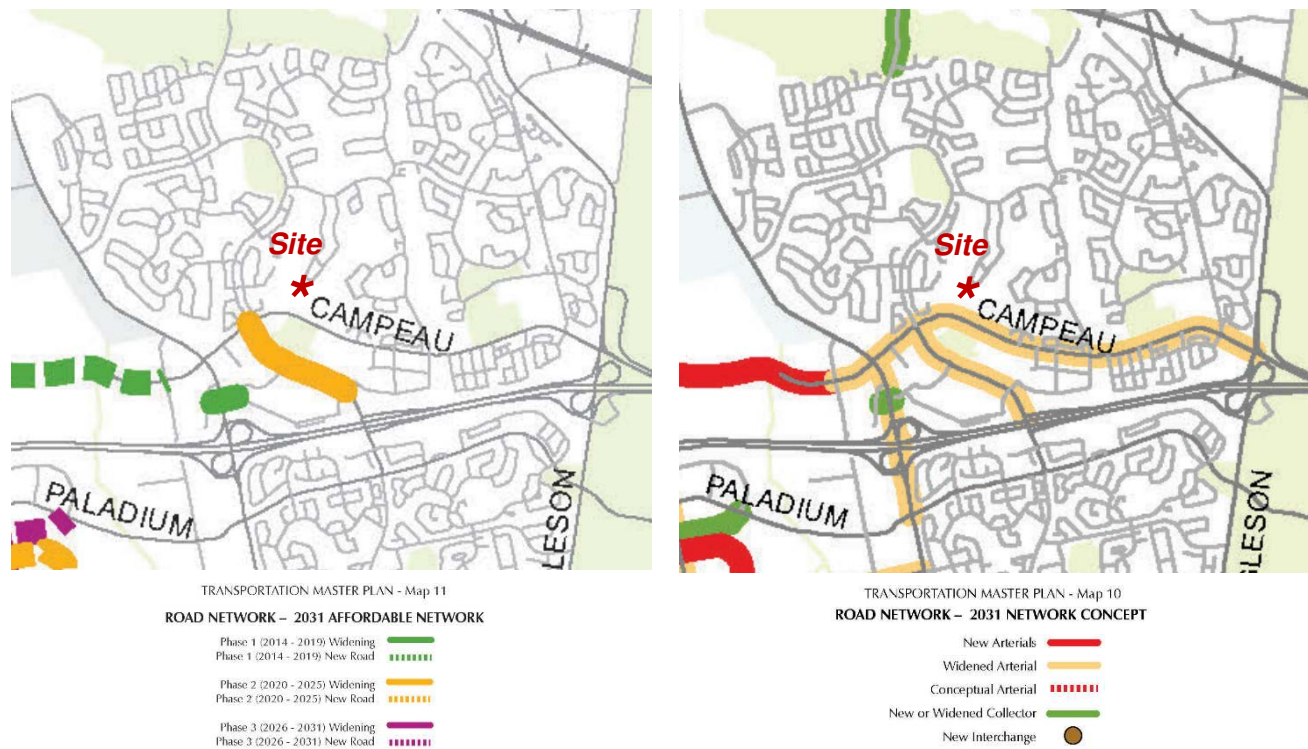 Site
*
CAMPEAU
PALADIUM
LESON
TRANSPORTATION MASTER PLAN - Map 11
ROAD NETWORK – 2031 AFFORDABLE NETWORK
Phase 1 (2014 - 2019) Widening
Phase 1 (2014 - 2019) New Road
Phase 2 (2020 - 2025) Widening
Phase 2 (2020 - 2025) New Road
Phase 3 (2026 - 2031) Widening
Phase 3 (2026 - 2031) New Road
Site
*
CAMPEAU
PALADIUM
GLESON
TRANSPORTATION MASTER PLAN - Map 10
ROAD NETWORK – 2031 NETWORK CONCEPT
New Arterials
Widened Arterial
Conceptual Arterial
New or Widened Collector
New Interchange